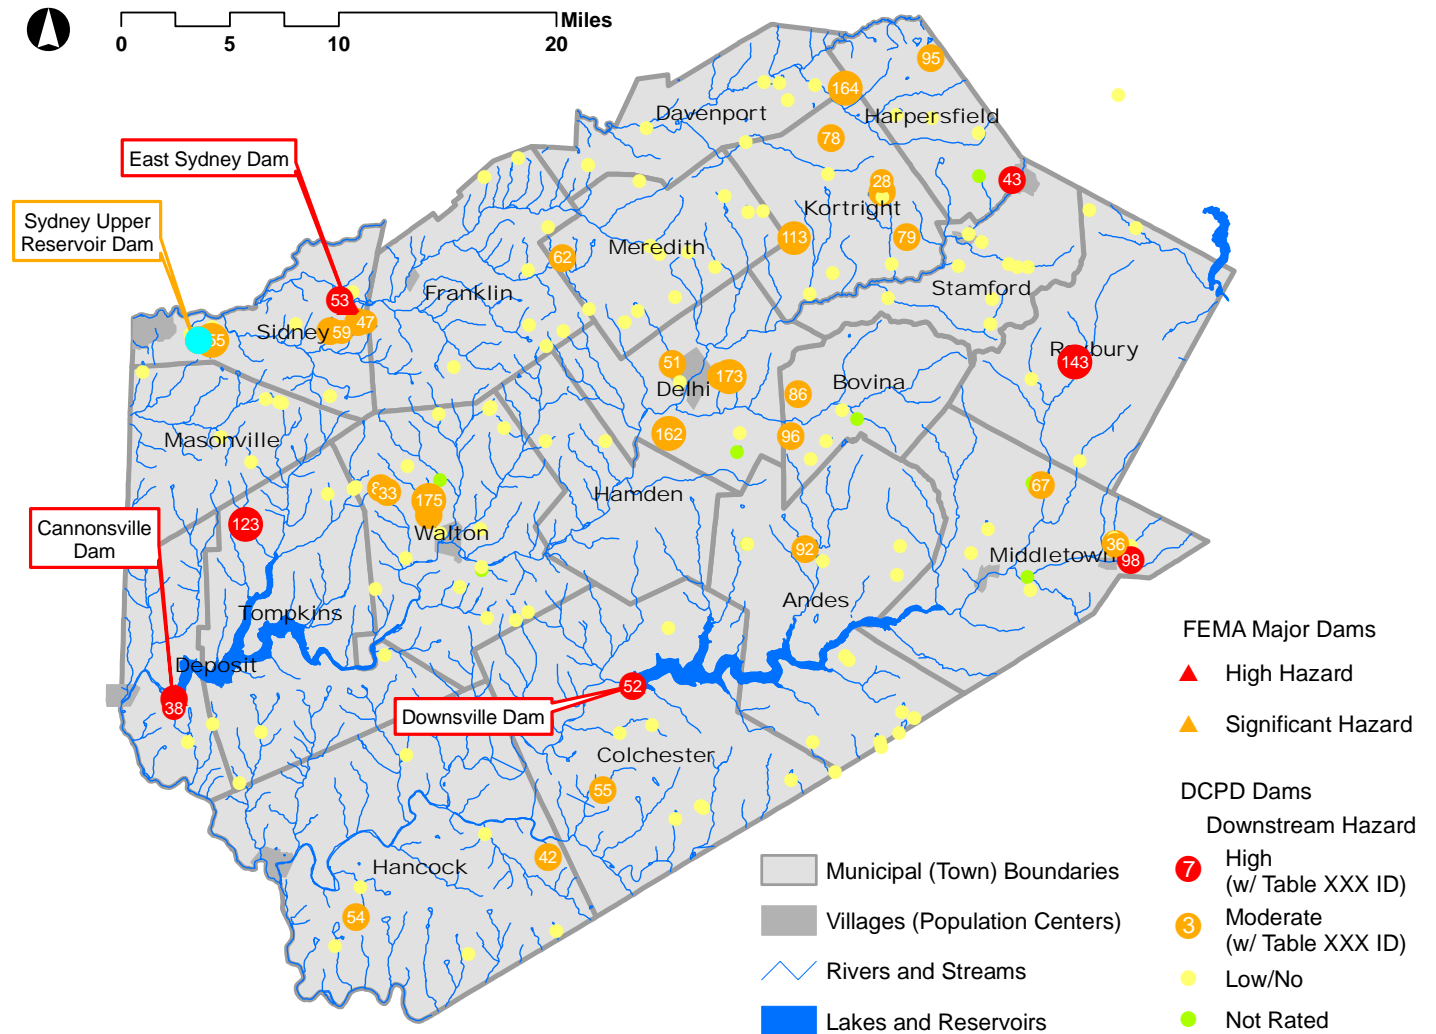 Miles
0 5 10 20
95
164
Davenport
Harpersfield
East Sydney Dam
78
43
28
Sydney Upper
Reservoir Dam
Kortright
113
79
Meredith
62
Franklin
Stamford
53
47
Sidney
59
Roxbury
143
51
173
Delhi
Bovina
86
162
96
Masonville
67
33
175
Hamden
Cannonsville
Dam
123
Walton
92
36
Middletown
98
Tompkins
Andes
FEMA Major Dams
High Hazard
Deposit
38
52
Downsville Dam
Significant Hazard
Colchester
55
DCPD Dams
Downstream Hazard
42
Hancock
54
Municipal (Town) Boundaries
7 High
(w/ Table XXX ID)
Villages (Population Centers)
3 Moderate
(w/ Table XXX ID)
Rivers and Streams
Low/No
Lakes and Reservoirs
Not Rated